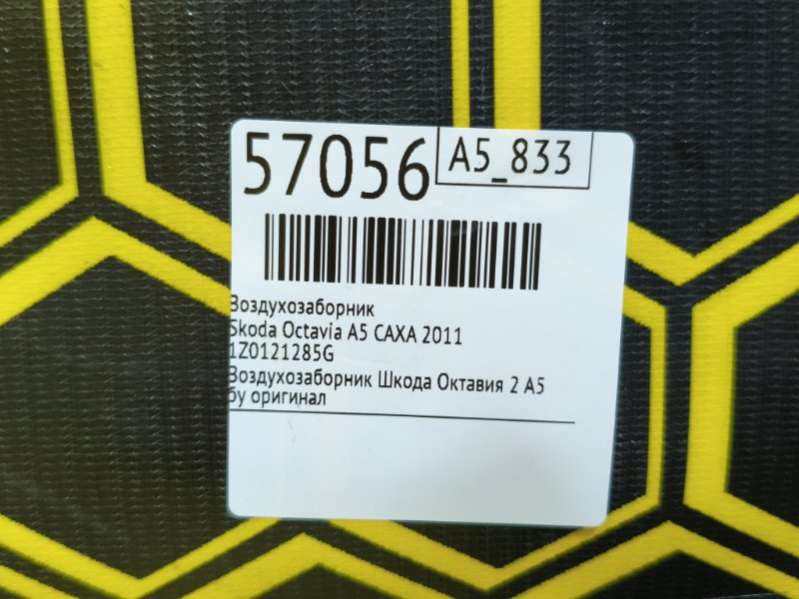 57056
A5_833
Воздухозаборник
Skoda Octavia A5 CAXA 2011
1Z0121285G
Воздухозаборник Шкода Октавия 2 А5
бу оригинал